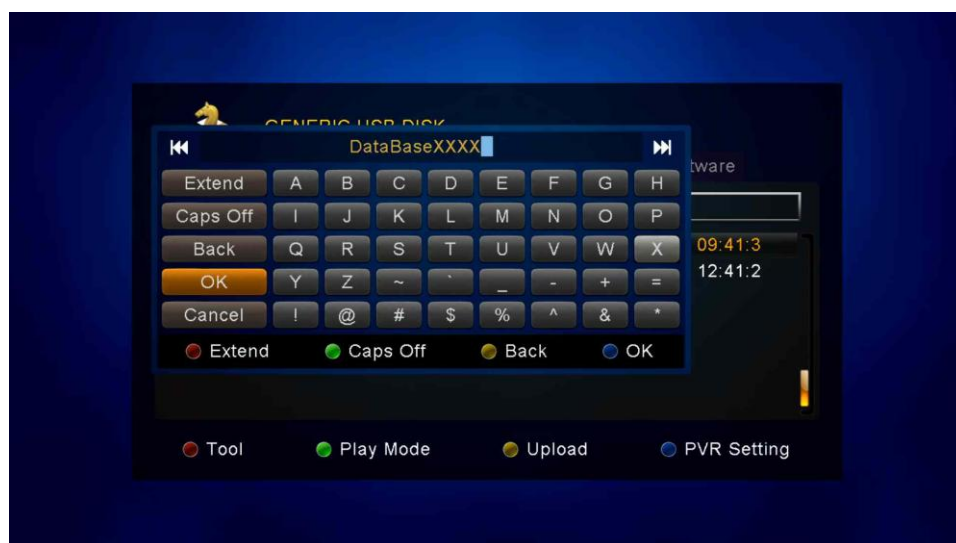 GENERIC USB DISK
DataBaseXXXX
tware
Extend A B C D E F G H
Caps Off I J K L M N O P
Back Q R S T U V W X
09:41:3
OK Y Z ~ ` _ - + =
12:41:2
Cancel ! @ # $ % ^ & *
Extend Caps Off Back OK
Tool Play Mode Upload PVR Setting